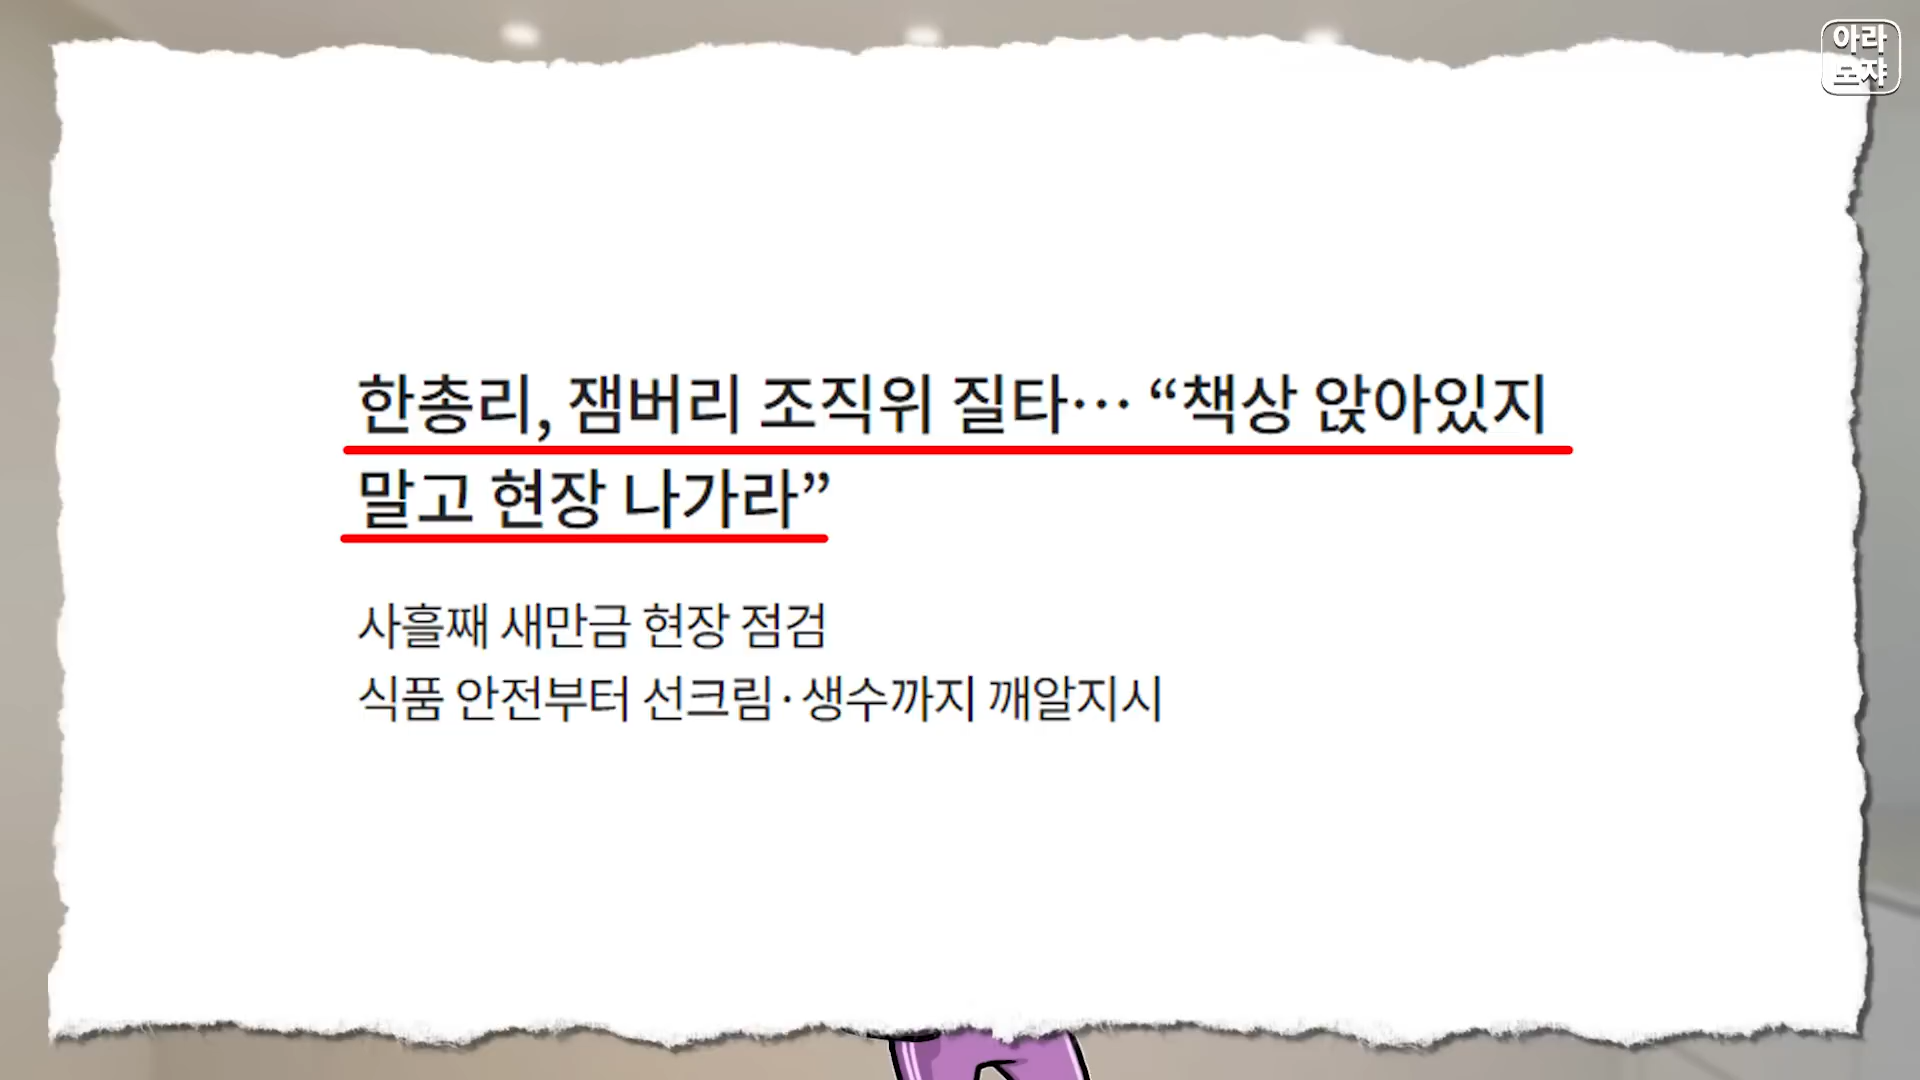 아라
보쟈
한총리, 잼버리 조직위 질타… “책상 앉아있지
말고 현장 나가라”
사흘째 새만금 현장 점검
식품 안전부터 선크림·생수까지 깨알지시